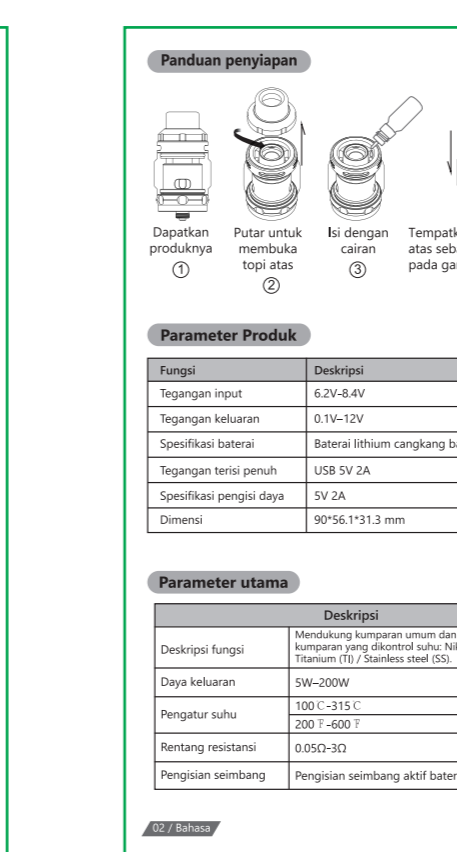 Panduan penyiapan
Dapatkan
produknya
①
Putar untuk
membuka
topi atas
②
Isi dengan
cairan
③
atas
pada
Parameter Produk
Fungsi Deskripsi
Tegangan input 6.2V-8.4V
Tegangan keluaran 0.1V–12V
Spesifikasi baterai Baterai lithium cangkang
Tegangan terisi penuh USB 5V 2A
Spesifikasi pengisi daya 5V 2A
Dimensi 90*56.1*31.3 mm
Parameter utama
Deskripsi
Deskripsi fungsi
Mendukung kumparan umum dan
kumparan yang dikontrol suhu:
Titanium (TI) / Stainless steel (SS).
Daya keluaran 5W–200W
Pengatur suhu
100 C-315 C
200 F-600 F
Rentang resistansi 0.05Ω-3Ω
Pengisian seimbang Pengisian seimbang aktif
02 / Bahasa